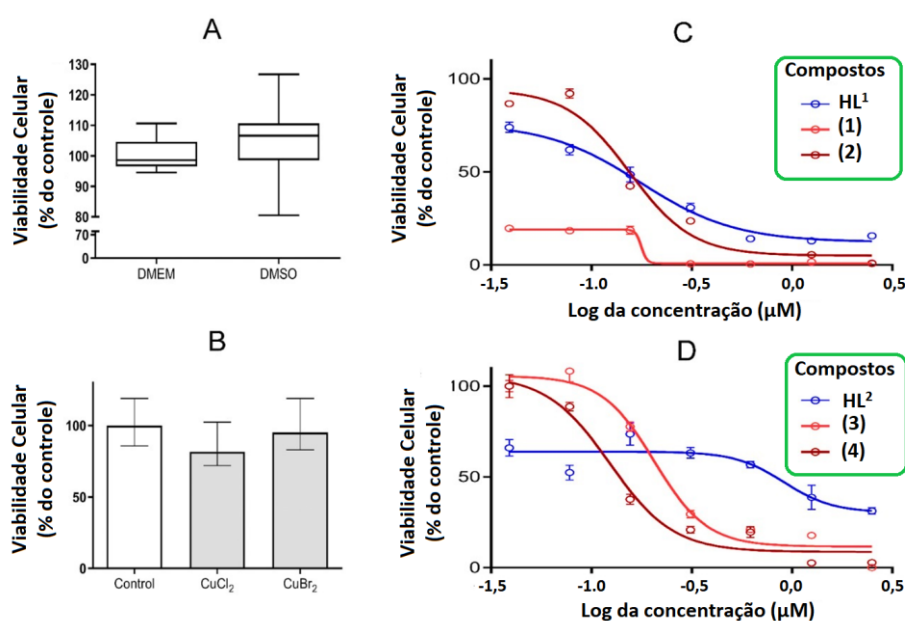 A
Viabilidade Celular
(% do controle)
130
120
110
100
90
80
70
0
DMEM
DMSO
B
Viabilidade Celular
(% do controle)
100
50
0
Control
CuCl₂
CuBr₂
C
Viabilidade Celular
(% do controle)
100
50
0
-1,5
-1.0
-0.5
0,0
0,5
Log da concentração (µM)
Compostos
HL¹
(1)
(2)
D
Viabilidade Celular
(% do controle)
100
50
0
-1,5
-1.0
-0.5
0,0
0,5
Log da concentração (µM)
Compostos
HL²
(3)
(4)